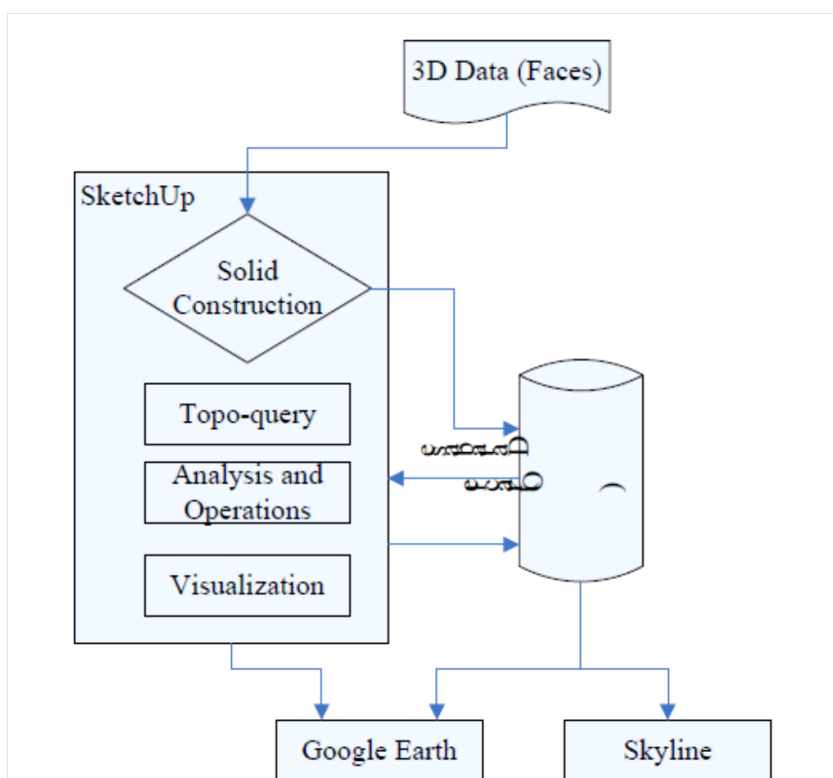 3D Data (Faces)
SketchUp
Solid
Construction
Topo-query
Analysis and
Operations
Visualization
Google Earth
Skyline